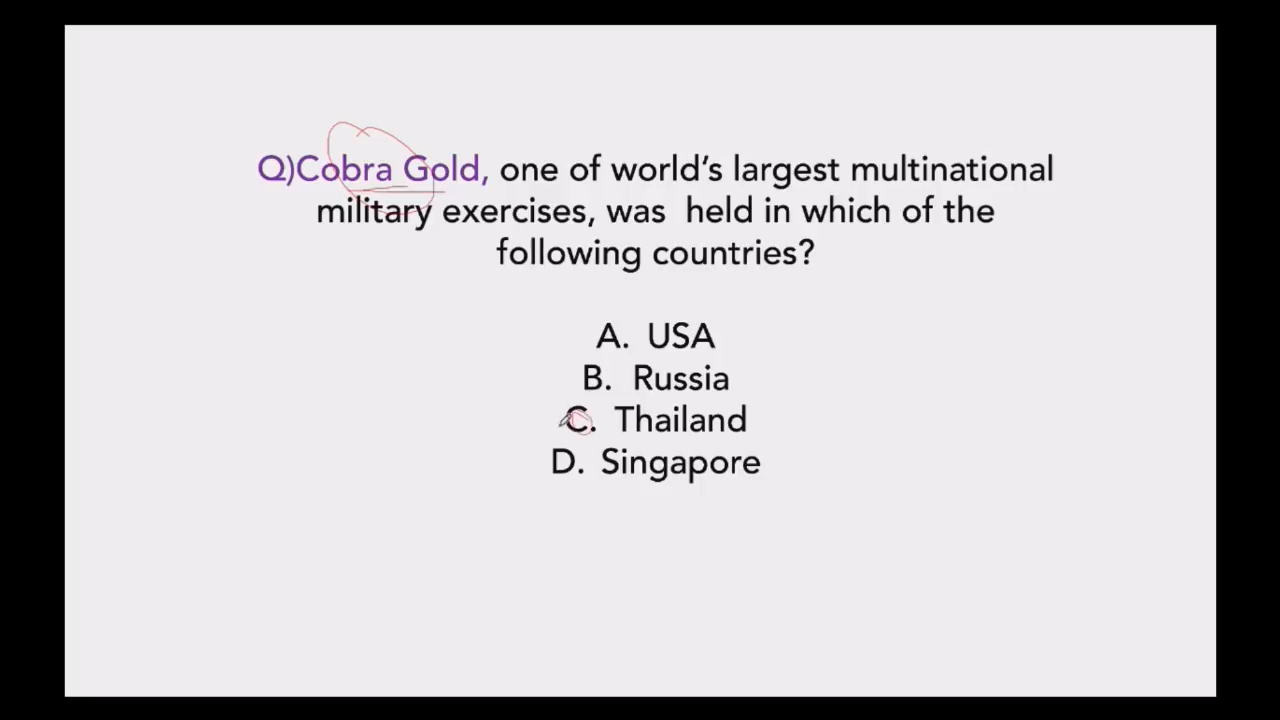 Q)Cobra Gold, one of world’s largest multinational
military exercises, was held in which of the
following countries?
A. USA
B. Russia
C. Thailand
D. Singapore